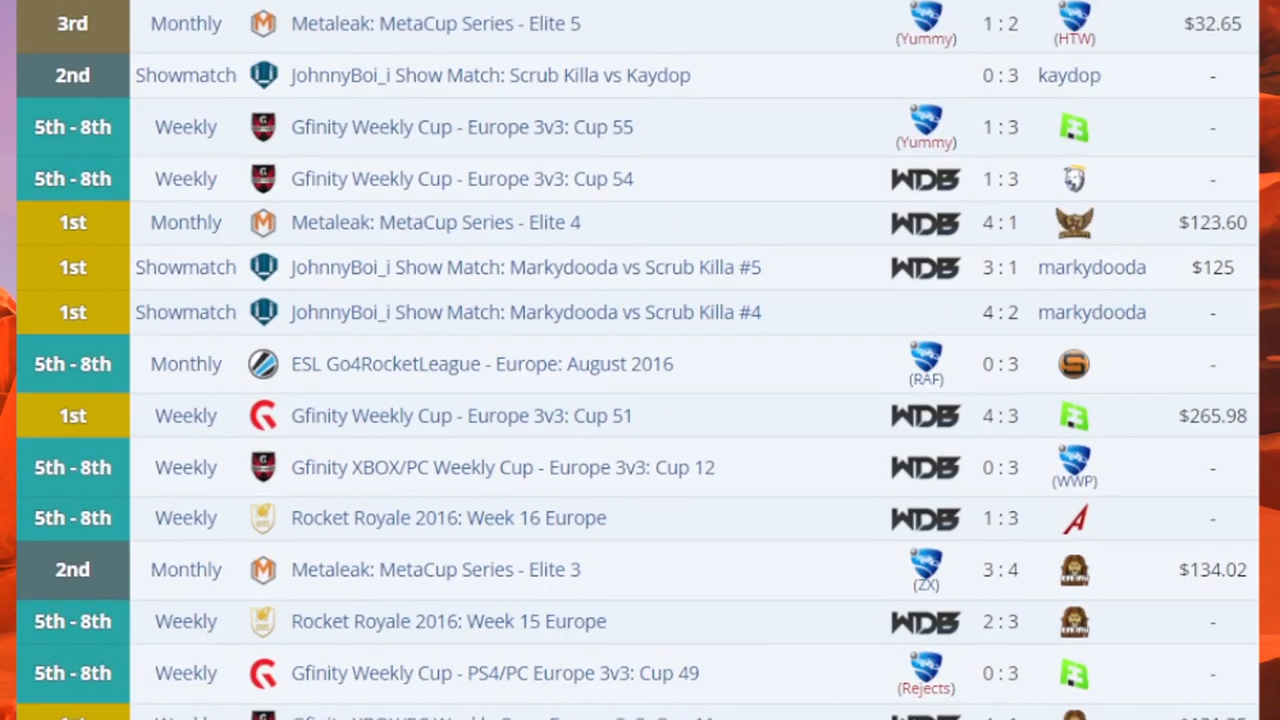 3rd Monthly Metaleak: MetaCup Series - Elite 5 (Yummy) 1 : 2 (HTW) $32.65
2nd Showmatch JohnnyBoi_i Show Match: Scrub Killa vs Kaydop 0 : 3 kaydop -
5th - 8th Weekly Gfinity Weekly Cup - Europe 3v3: Cup 55 (Yummy) 1 : 3 -
5th - 8th Weekly Gfinity Weekly Cup - Europe 3v3: Cup 54 WDB 1 : 3 -
1st Monthly Metaleak: MetaCup Series - Elite 4 WDB 4 : 1 $123.60
1st Showmatch JohnnyBoi_i Show Match: Markydooda vs Scrub Killa #5 WDB 3 : 1 markydooda $125
1st Showmatch JohnnyBoi_i Show Match: Markydooda vs Scrub Killa #4 4 : 2 markydooda -
5th - 8th Monthly ESL Go4RocketLeague - Europe: August 2016 (RAF) 0 : 3 -
1st Weekly Gfinity Weekly Cup - Europe 3v3: Cup 51 WDB 4 : 3 $265.98
5th - 8th Weekly Gfinity XBOX/PC Weekly Cup - Europe 3v3: Cup 12 WDB 0 : 3 (WWP) -
5th - 8th Weekly Rocket Royale 2016: Week 16 Europe WDB 1 : 3 -
2nd Monthly Metaleak: MetaCup Series - Elite 3 (ZX) 3 : 4 $134.02
5th - 8th Weekly Rocket Royale 2016: Week 15 Europe WDB 2 : 3 -
5th - 8th Weekly Gfinity Weekly Cup - PS4/PC Europe 3v3: Cup 49 (Rejects) 0 : 3 -